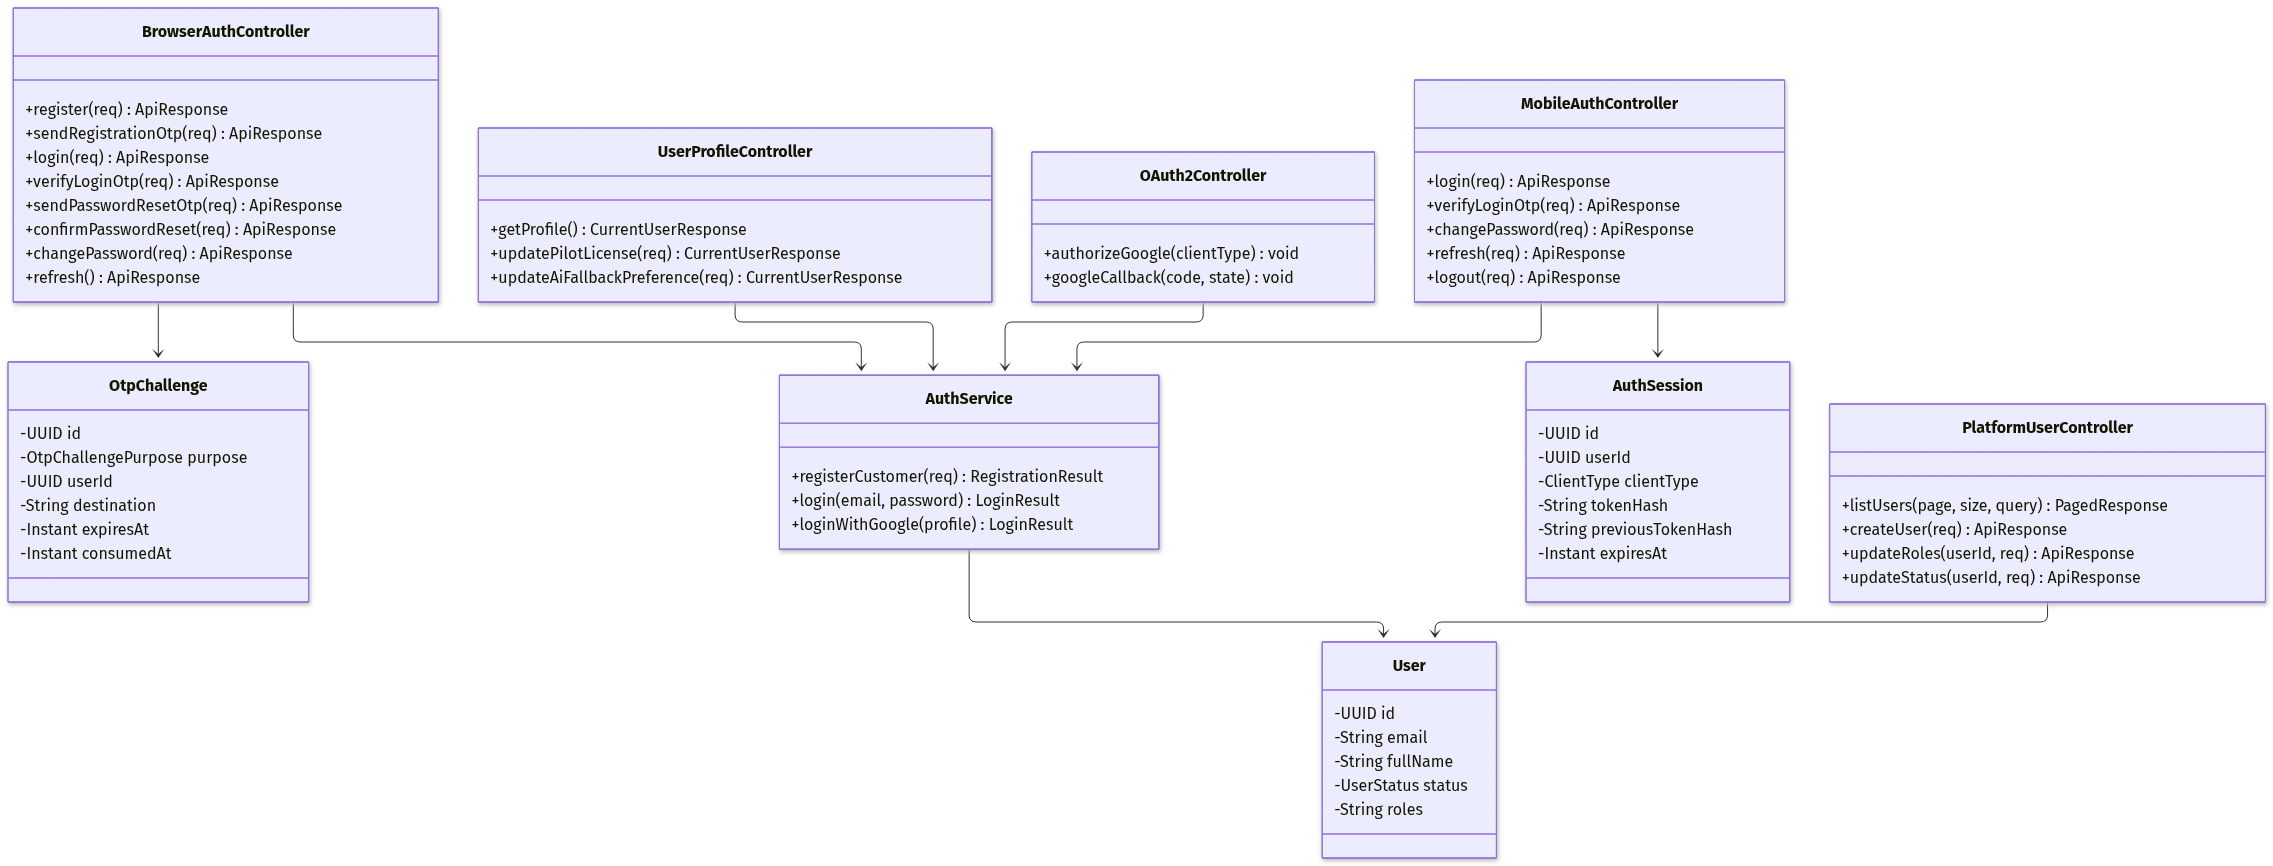 BrowserAuthController
+register(req) : ApiResponse
+sendRegistrationOtp(req) : ApiResponse
+login(req) : ApiResponse
+verifyLoginOtp(req) : ApiResponse
+sendPasswordResetOtp(req) : ApiResponse
+confirmPasswordReset(req) : ApiResponse
+changePassword(req) : ApiResponse
+refresh() : ApiResponse
UserProfileController
+getProfile() : CurrentUserResponse
+updatePilotLicense(req) : CurrentUserResponse
+updateAiFallbackPreference(req) : CurrentUserResponse
OAuth2Controller
+authorizeGoogle(clientType) : void
+googleCallback(code, state) : void
MobileAuthController
+login(req) : ApiResponse
+verifyLoginOtp(req) : ApiResponse
+changePassword(req) : ApiResponse
+refresh(req) : ApiResponse
+logout(req) : ApiResponse
OtpChallenge
-UUID id
-OtpChallengePurpose purpose
-UUID userId
-String destination
-Instant expiresAt
-Instant consumedAt
AuthService
+registerCustomer(req) : RegistrationResult
+login(email, password) : LoginResult
+loginWithGoogle(profile) : LoginResult
AuthSession
-UUID id
-UUID userId
-ClientType clientType
-String tokenHash
-String previousTokenHash
-Instant expiresAt
PlatformUserController
+listUsers(page, size, query) : PagedResponse
+createUser(req) : ApiResponse
+updateRoles(userId, req) : ApiResponse
+updateStatus(userId, req) : ApiResponse
User
-UUID id
-String email
-String fullName
-UserStatus status
-String roles